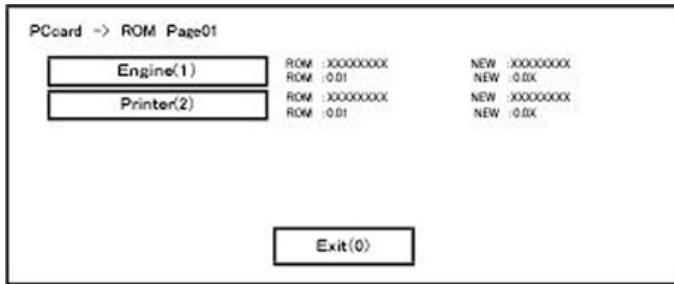 PCcard -> ROM Page01
Engine(1) ROM :XXXXXXXX NEW :XXXXXXXX
ROM :0.01 NEW :0.0X
Printer(2) ROM :XXXXXXXX NEW :XXXXXXXX
ROM :0.01 NEW :0.0X
Exit(0)